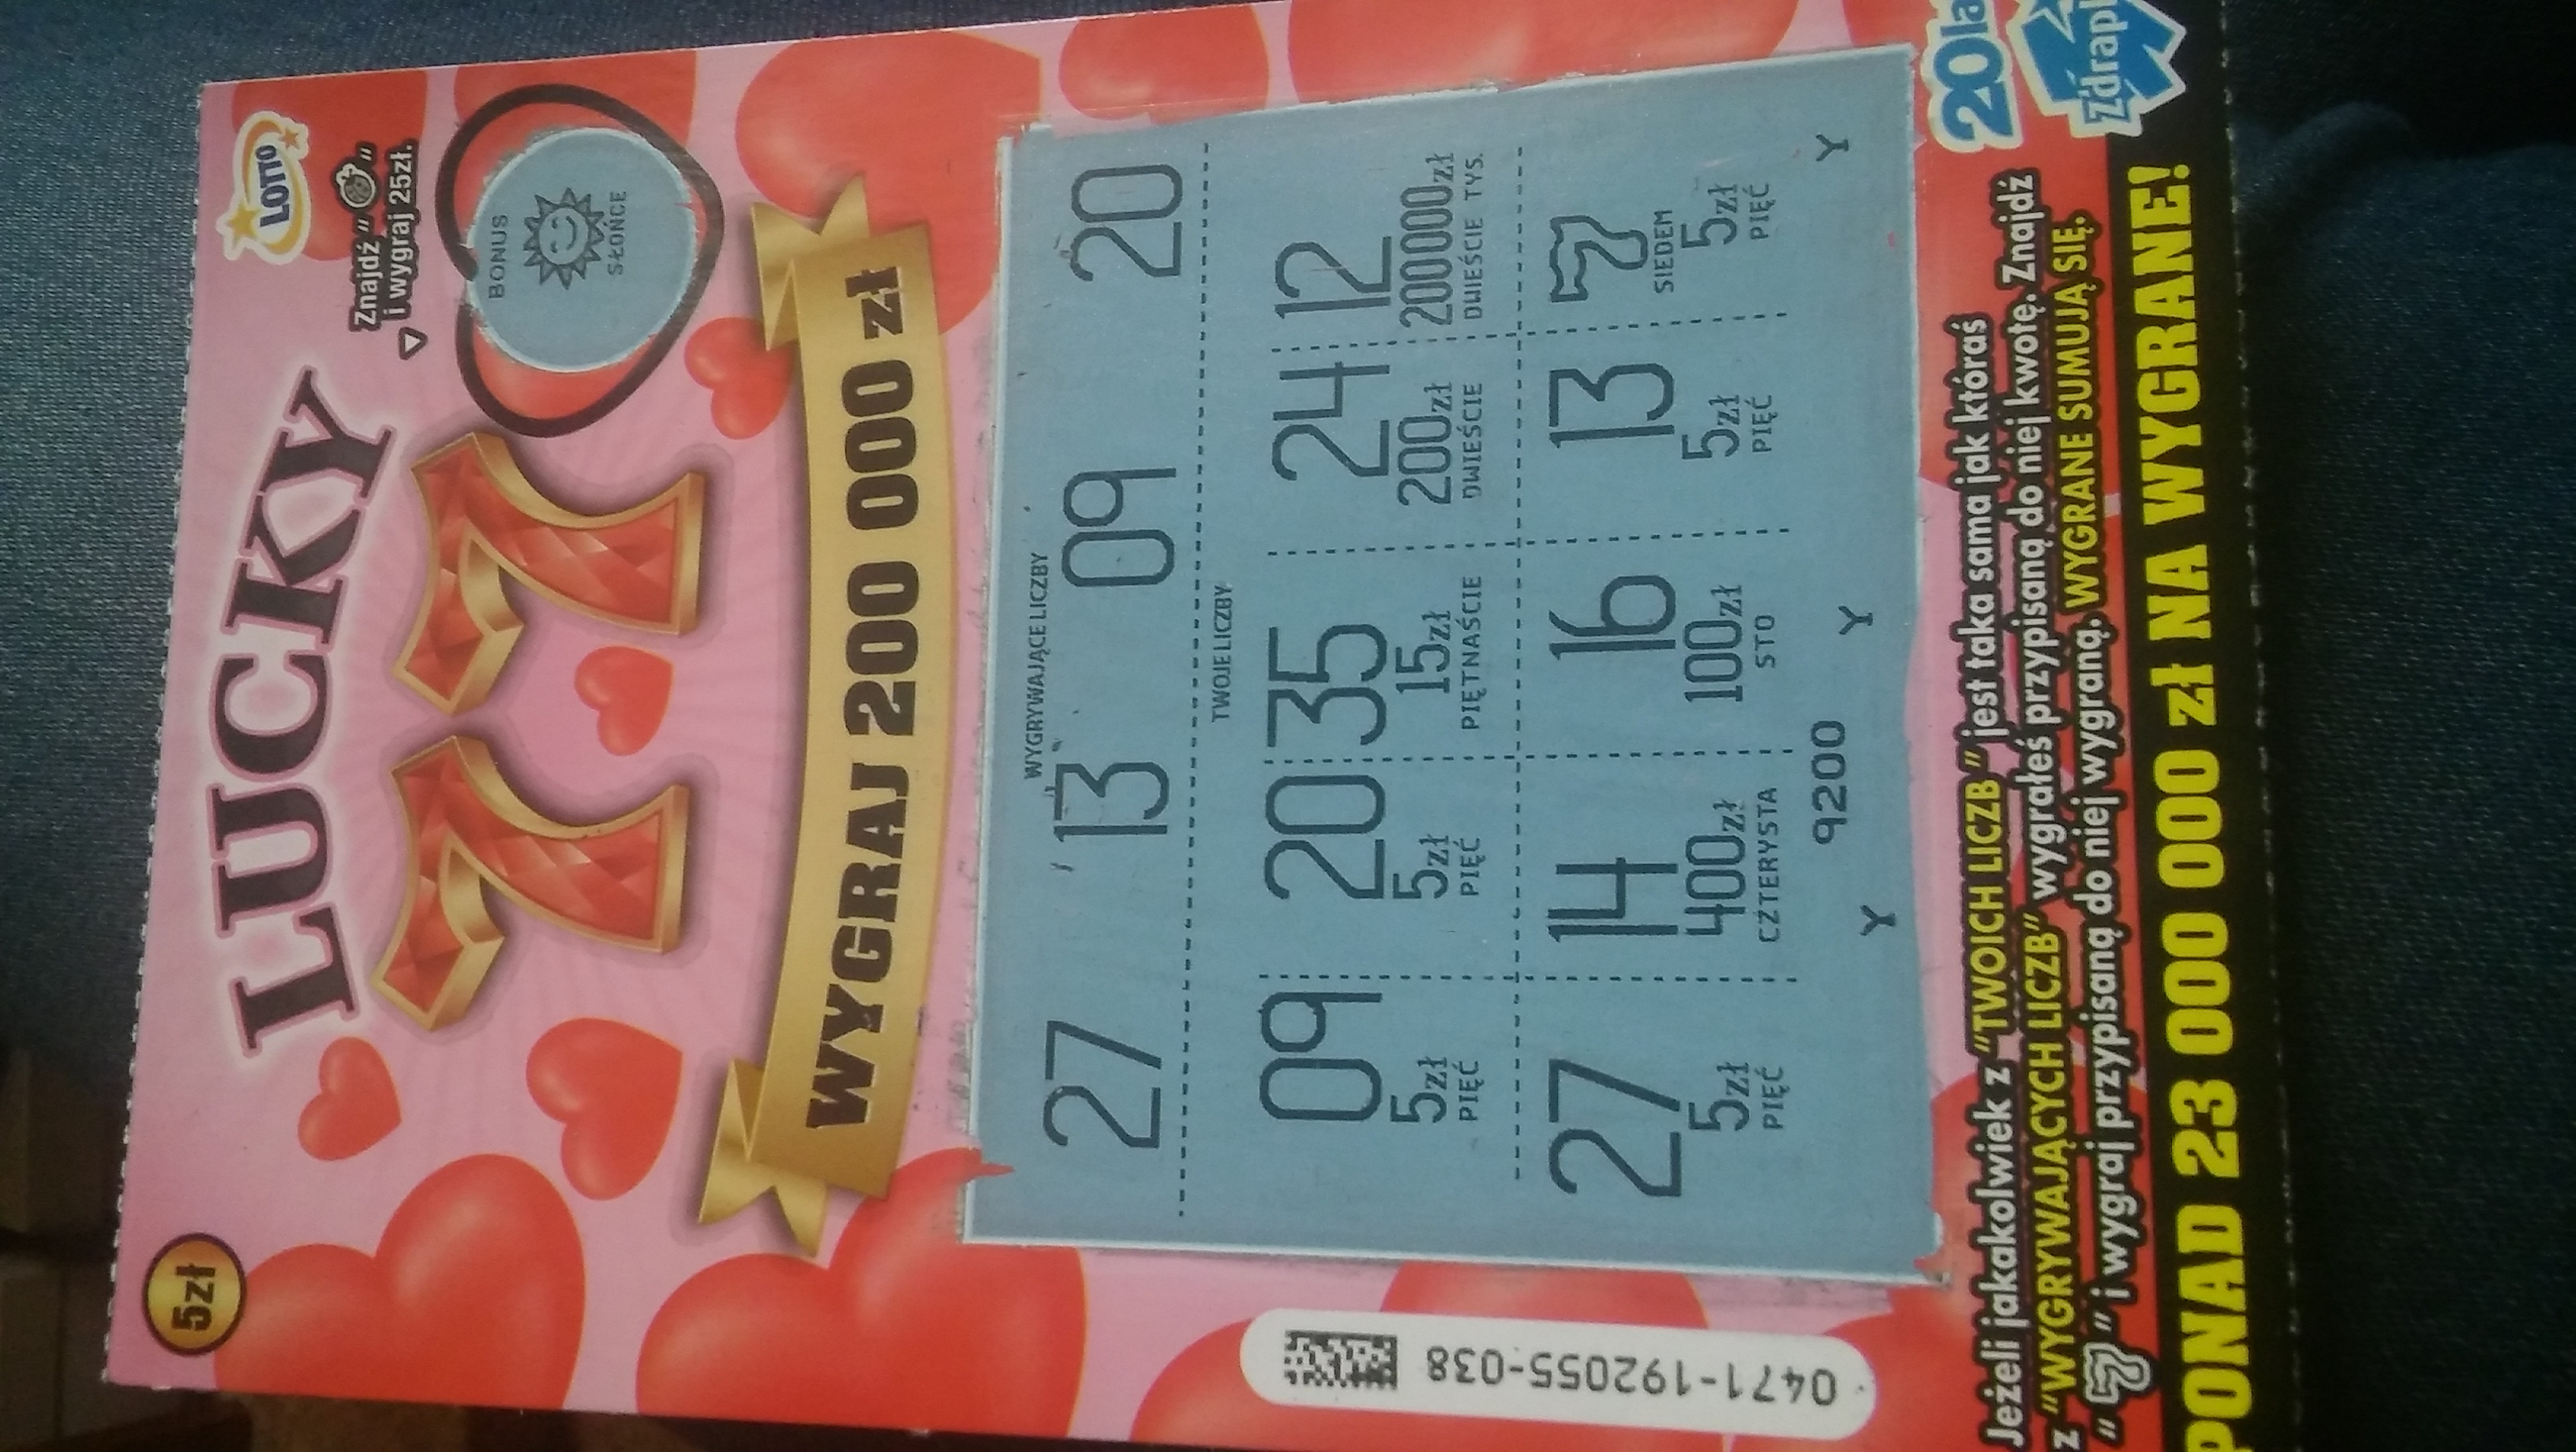 5zł
LUCKY
77
LOTTO
Znajdź " "
i wygraj 25zł.
BONUS
SŁOŃCE
WYGRAJ 200 000 zł
WYGRYWAJĄCE LICZBY
27 13 09 20
TWOJE LICZBY
09 20 35 24 12
5zł 5zł 15zł 200zł 200000zł
PIĘĆ PIĘĆ PIĘTNAŚCIE DWIEŚCIE DWIEŚCIE TYS.
27 14 16 13 7
SIEDEM
5zł 400zł 100zł 5zł 5zł
PIĘĆ CZTERYSTA STO PIĘĆ PIĘĆ
9200
Y Y Y
0471-192055-038
Jeżeli jakakolwiek z "TWOICH LICZB" jest taka sama jak któraś
z "WYGRYWAJĄCYCH LICZB" wygrałeś przypisaną do niej kwotę. Znajdź
"7" i wygraj przypisaną do niej wygraną. WYGRANE SUMUJĄ SIĘ.
PONAD 23 000 000 zł NA WYGRANE!
20